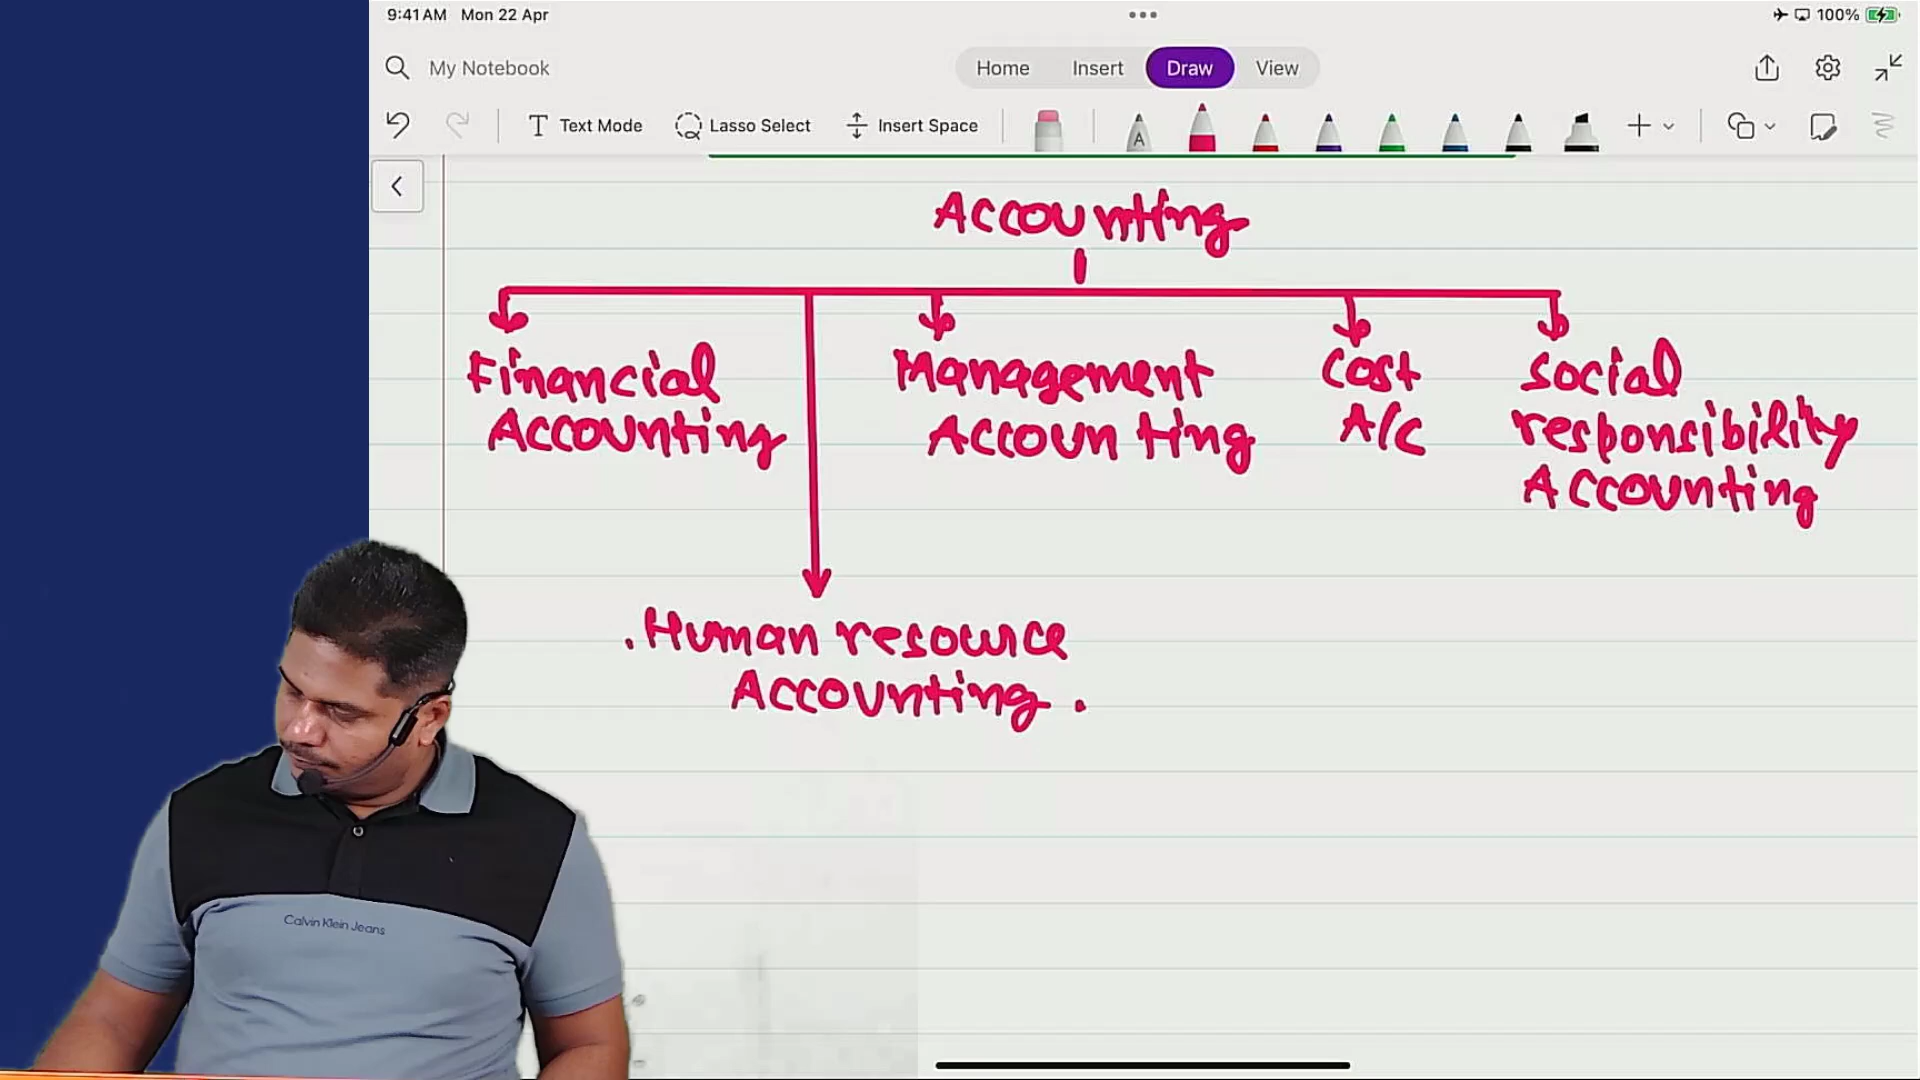 9:41 AM Mon 22 Apr
100%
My Notebook
Home Insert Draw View
Text Mode Lasso Select Insert Space
A
Accounting
Financial
Accounting
Management
Accounting
Cost
A/c
Social
responsibility
Accounting
. Human resource
Accounting .
Calvin Klein Jeans